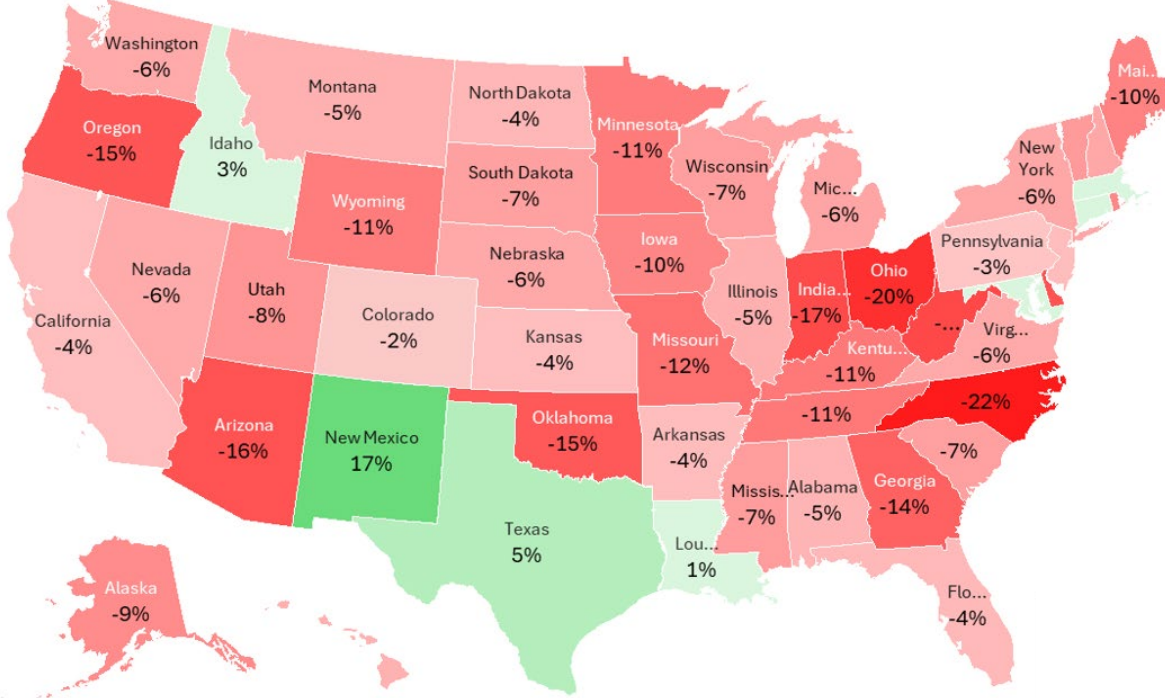 Washington
-6%
Montana
-5%
North Dakota
-4%
Minnesota
-11%
Mai...
-10%
Oregon
-15%
Idaho
3%
South Dakota
-7%
Wisconsin
-7%
Mic...
-6%
New
York
-6%
Wyoming
-11%
Nebraska
-6%
Iowa
-10%
Pennsylvania
-3%
Nevada
-6%
Utah
-8%
Colorado
-2%
Kansas
-4%
Illinois
-5%
India...
-17%
Ohio
-20%
-...
Virg...
-6%
California
-4%
Missouri
-12%
Kentu...
-11%
Arizona
-16%
New Mexico
17%
Oklahoma
-15%
Arkansas
-4%
-11%
-22%
-7%
Missis...
-7%
Alabama
-5%
Georgia
-14%
Texas
5%
Lou...
1%
Flo...
-4%
Alaska
-9%